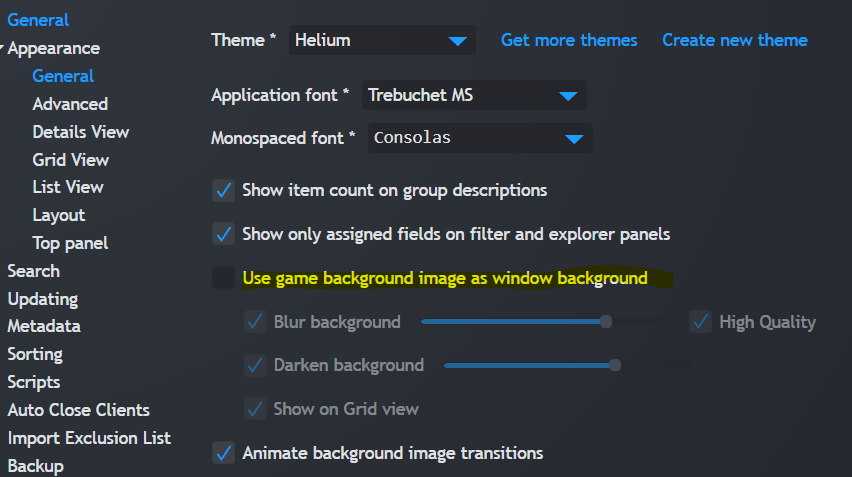 General
Appearance
General
Advanced
Details View
Grid View
List View
Layout
Top panel
Search
Updating
Metadata
Sorting
Scripts
Auto Close Clients
Import Exclusion List
Backup
Theme * Helium Get more themes Create new theme
Application font * Trebuchet MS
Monospaced font * Consolas
Show item count on group descriptions
Show only assigned fields on filter and explorer panels
Use game background image as window background
Blur background High Quality
Darken background
Show on Grid view
Animate background image transitions